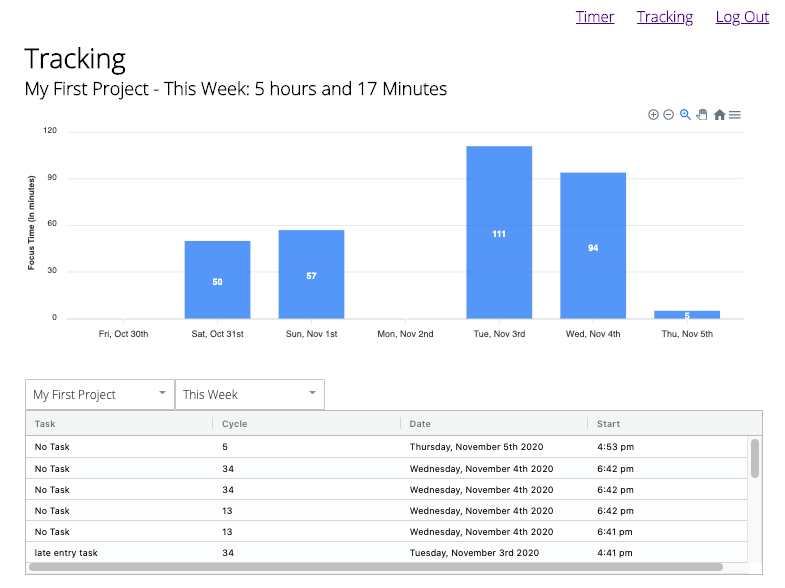 Timer Tracking Log Out
Tracking
My First Project - This Week: 5 hours and 17 Minutes
120
90
60
30
0
Focus Time (in minutes)
50
57
111
94
5
Fri, Oct 30th Sat, Oct 31st Sun, Nov 1st Mon, Nov 2nd Tue, Nov 3rd Wed, Nov 4th Thu, Nov 5th
My First Project This Week
Task Cycle Date Start
No Task 5 Thursday, November 5th 2020 4:53 pm
No Task 34 Wednesday, November 4th 2020 6:42 pm
No Task 34 Wednesday, November 4th 2020 6:42 pm
No Task 13 Wednesday, November 4th 2020 6:42 pm
No Task 13 Wednesday, November 4th 2020 6:41 pm
late entry task 34 Tuesday, November 3rd 2020 4:41 pm